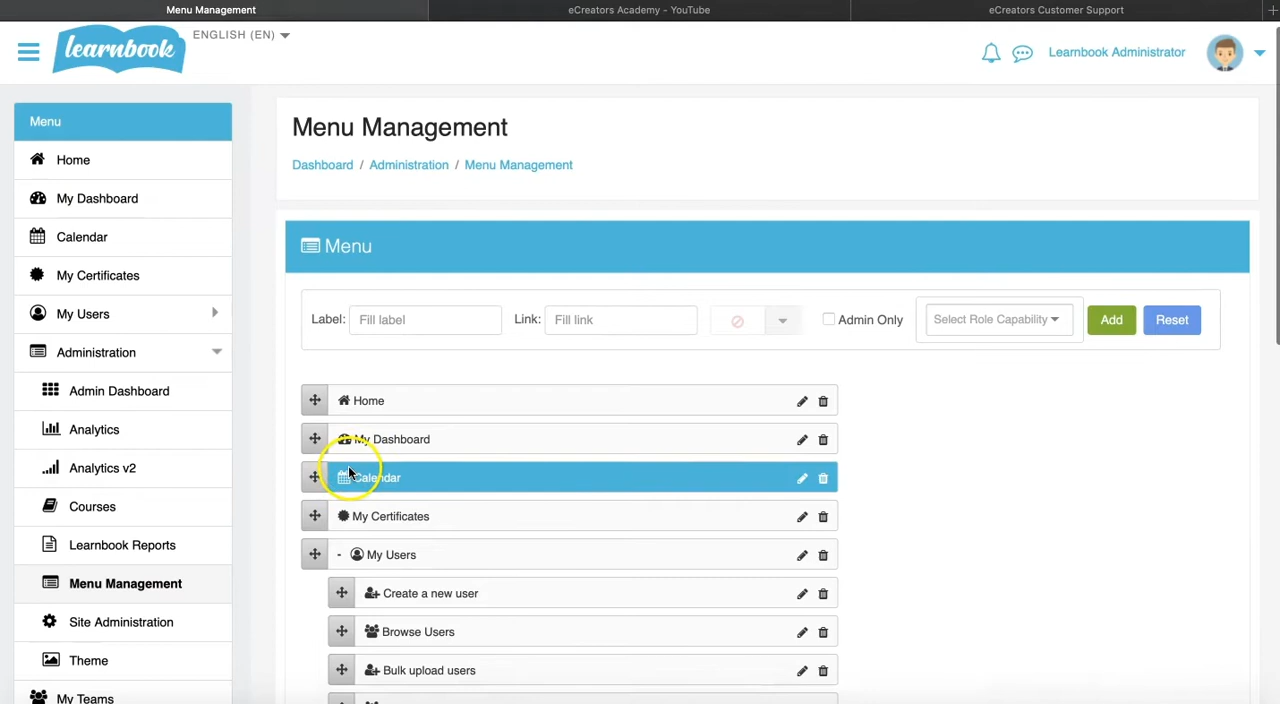 Menu Management
eCreators Academy - YouTube
eCreators Customer Support
learnbook
ENGLISH (EN)
Learnbook Administrator
Menu
Home
My Dashboard
Calendar
My Certificates
My Users
Administration
Admin Dashboard
Analytics
Analytics v2
Courses
Learnbook Reports
Menu Management
Site Administration
Theme
My Teams
Menu Management
Dashboard / Administration / Menu Management
Menu
Label: Fill label Link: Fill link Admin Only Select Role Capability Add Reset
Home
My Dashboard
Calendar
My Certificates
- My Users
Create a new user
Browse Users
Bulk upload users